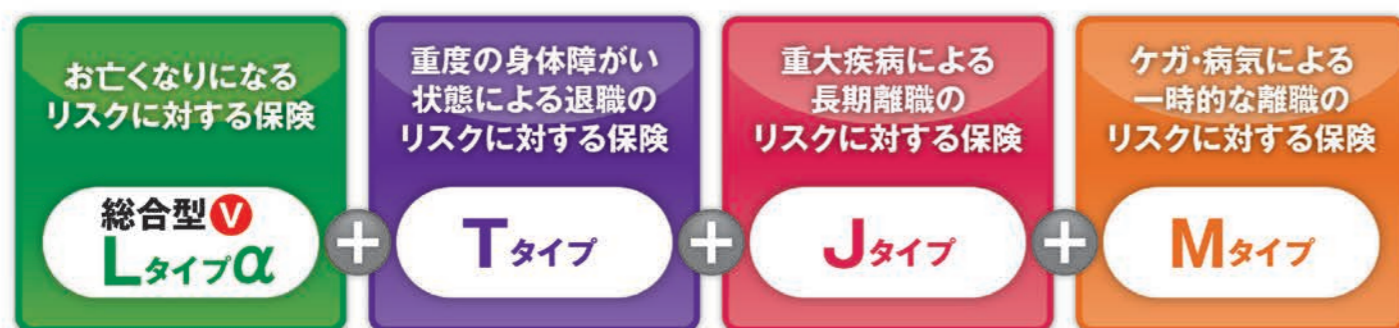 お亡くなりになる
リスクに対する保険
総合型V
Lタイプα
+
重度の身体障がい
状態による退職の
リスクに対する保険
Tタイプ
+
重大疾病による
長期離職の
リスクに対する保険
Jタイプ
+
ケガ・病気による
一時的な離職の
リスクに対する保険
Mタイプ